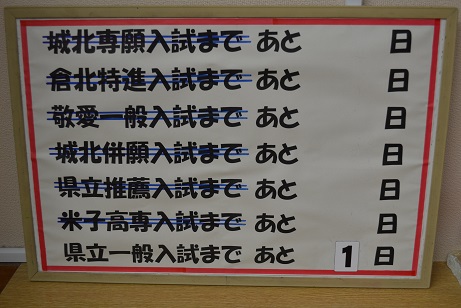 城北専願入試まで あと 日
倉北特進入試まで あと 日
敬愛一般入試まで あと 日
城北併願入試まで あと 日
県立推薦入試まで あと 日
米子高専入試まで あと 日
県立一般入試まで あと 1 日